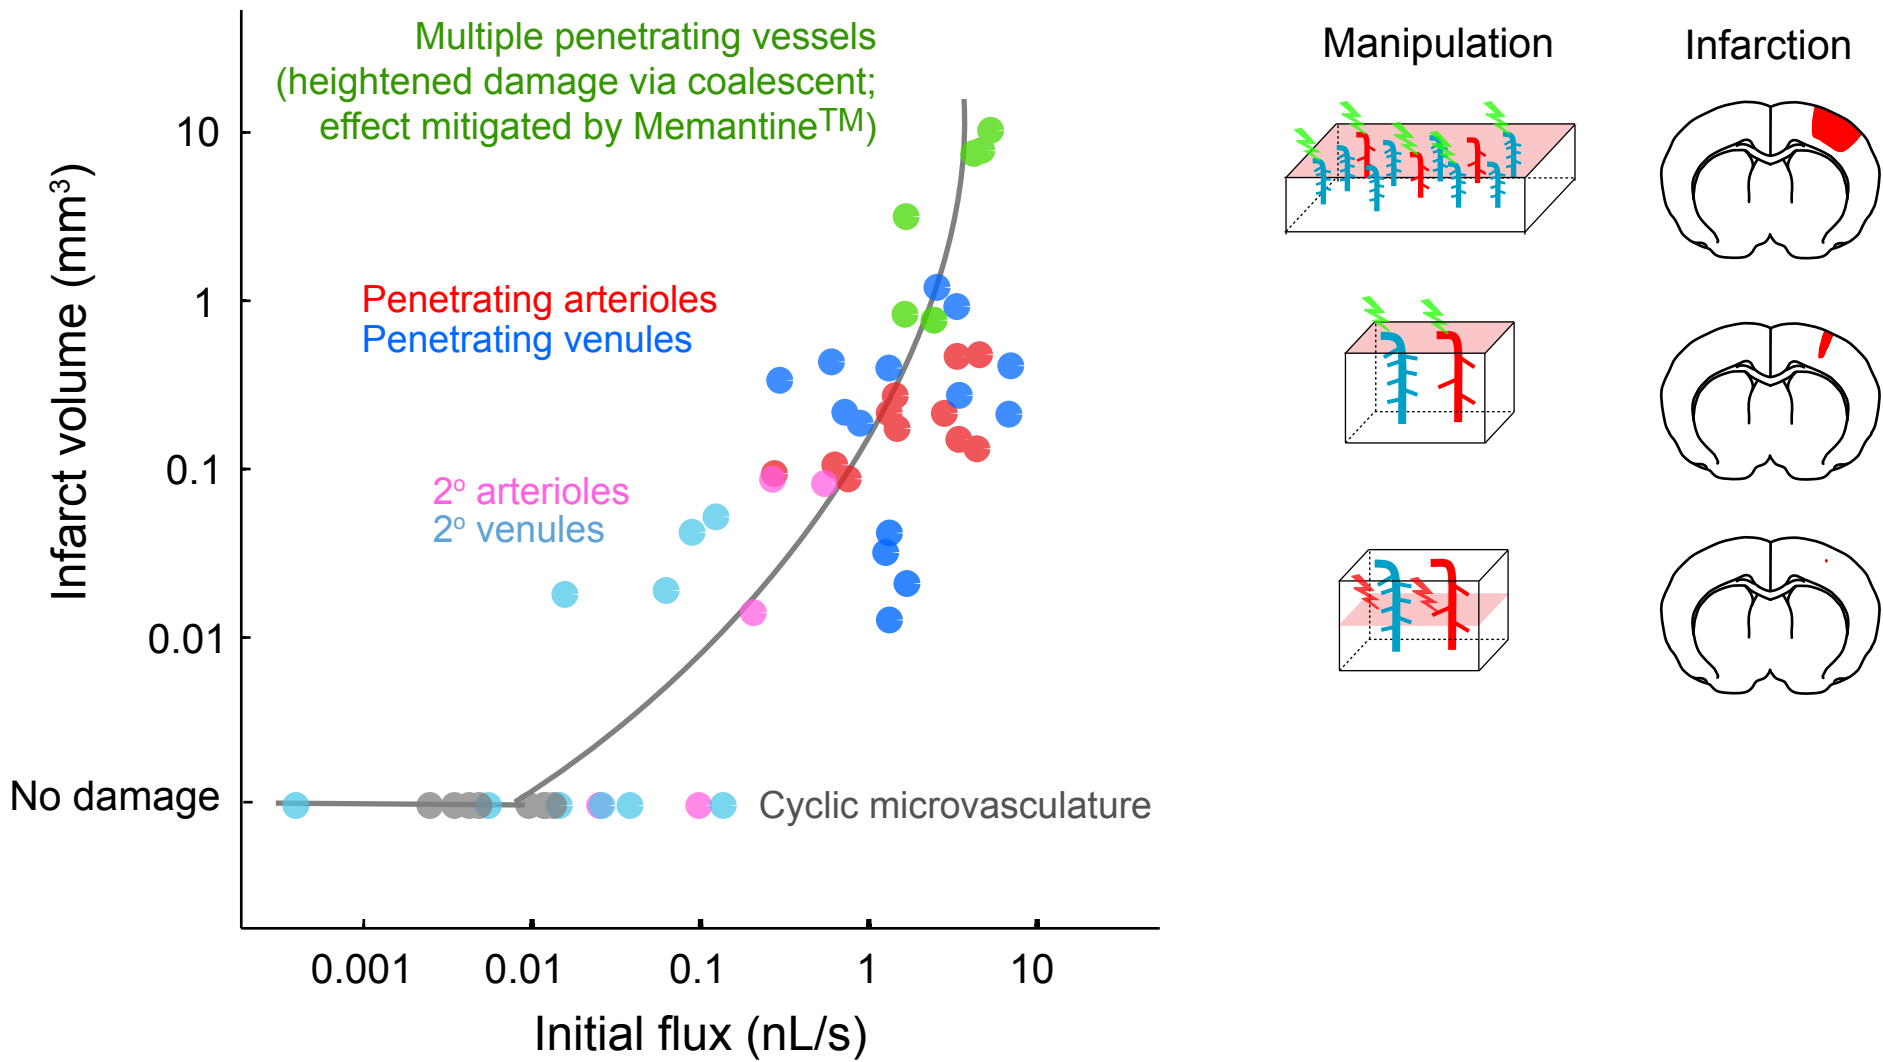 Multiple penetrating vessels
(heightened damage via coalescent;
effect mitigated by Memantine™)
Manipulation
Infarction
Infarct volume (mm³)
10
1
0.1
0.01
No damage
Penetrating arterioles
Penetrating venules
2º arterioles
2º venules
Cyclic microvasculature
0.001
0.01
0.1
1
10
Initial flux (nL/s)